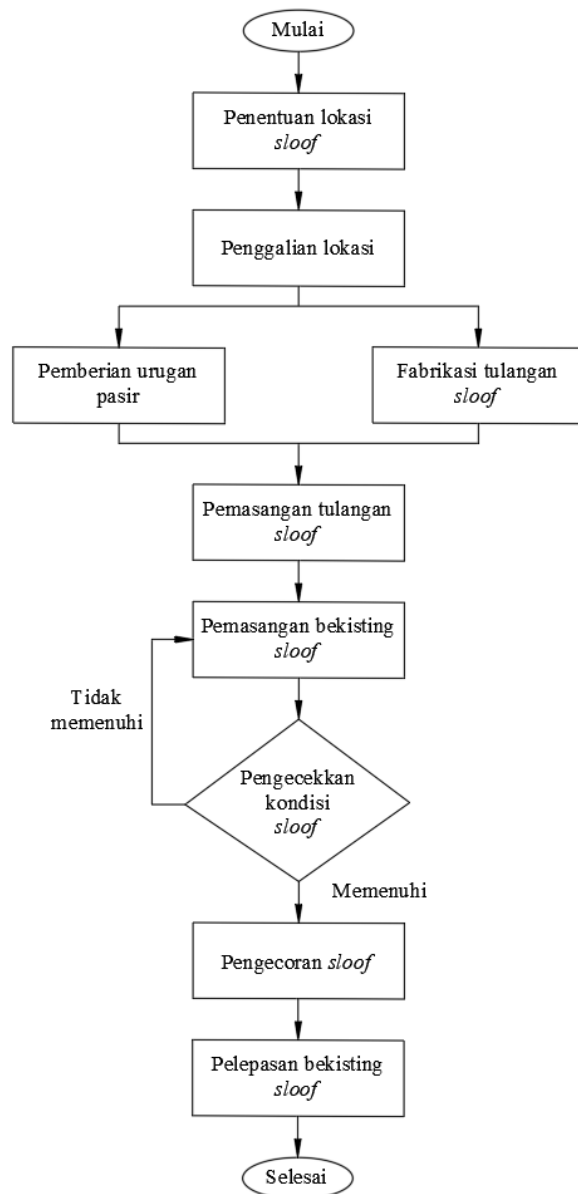 Mulai
Penentuan lokasi
sloof
Penggalian lokasi
Pemberian urugan
pasir
Fabrikasi tulangan
sloof
Pemasangan tulangan
sloof
Pemasangan bekisting
sloof
Tidak
memenuhi
Pengecekkan
kondisi
sloof
Memenuhi
Pengecoran sloof
Pelepasan bekisting
sloof
Selesai